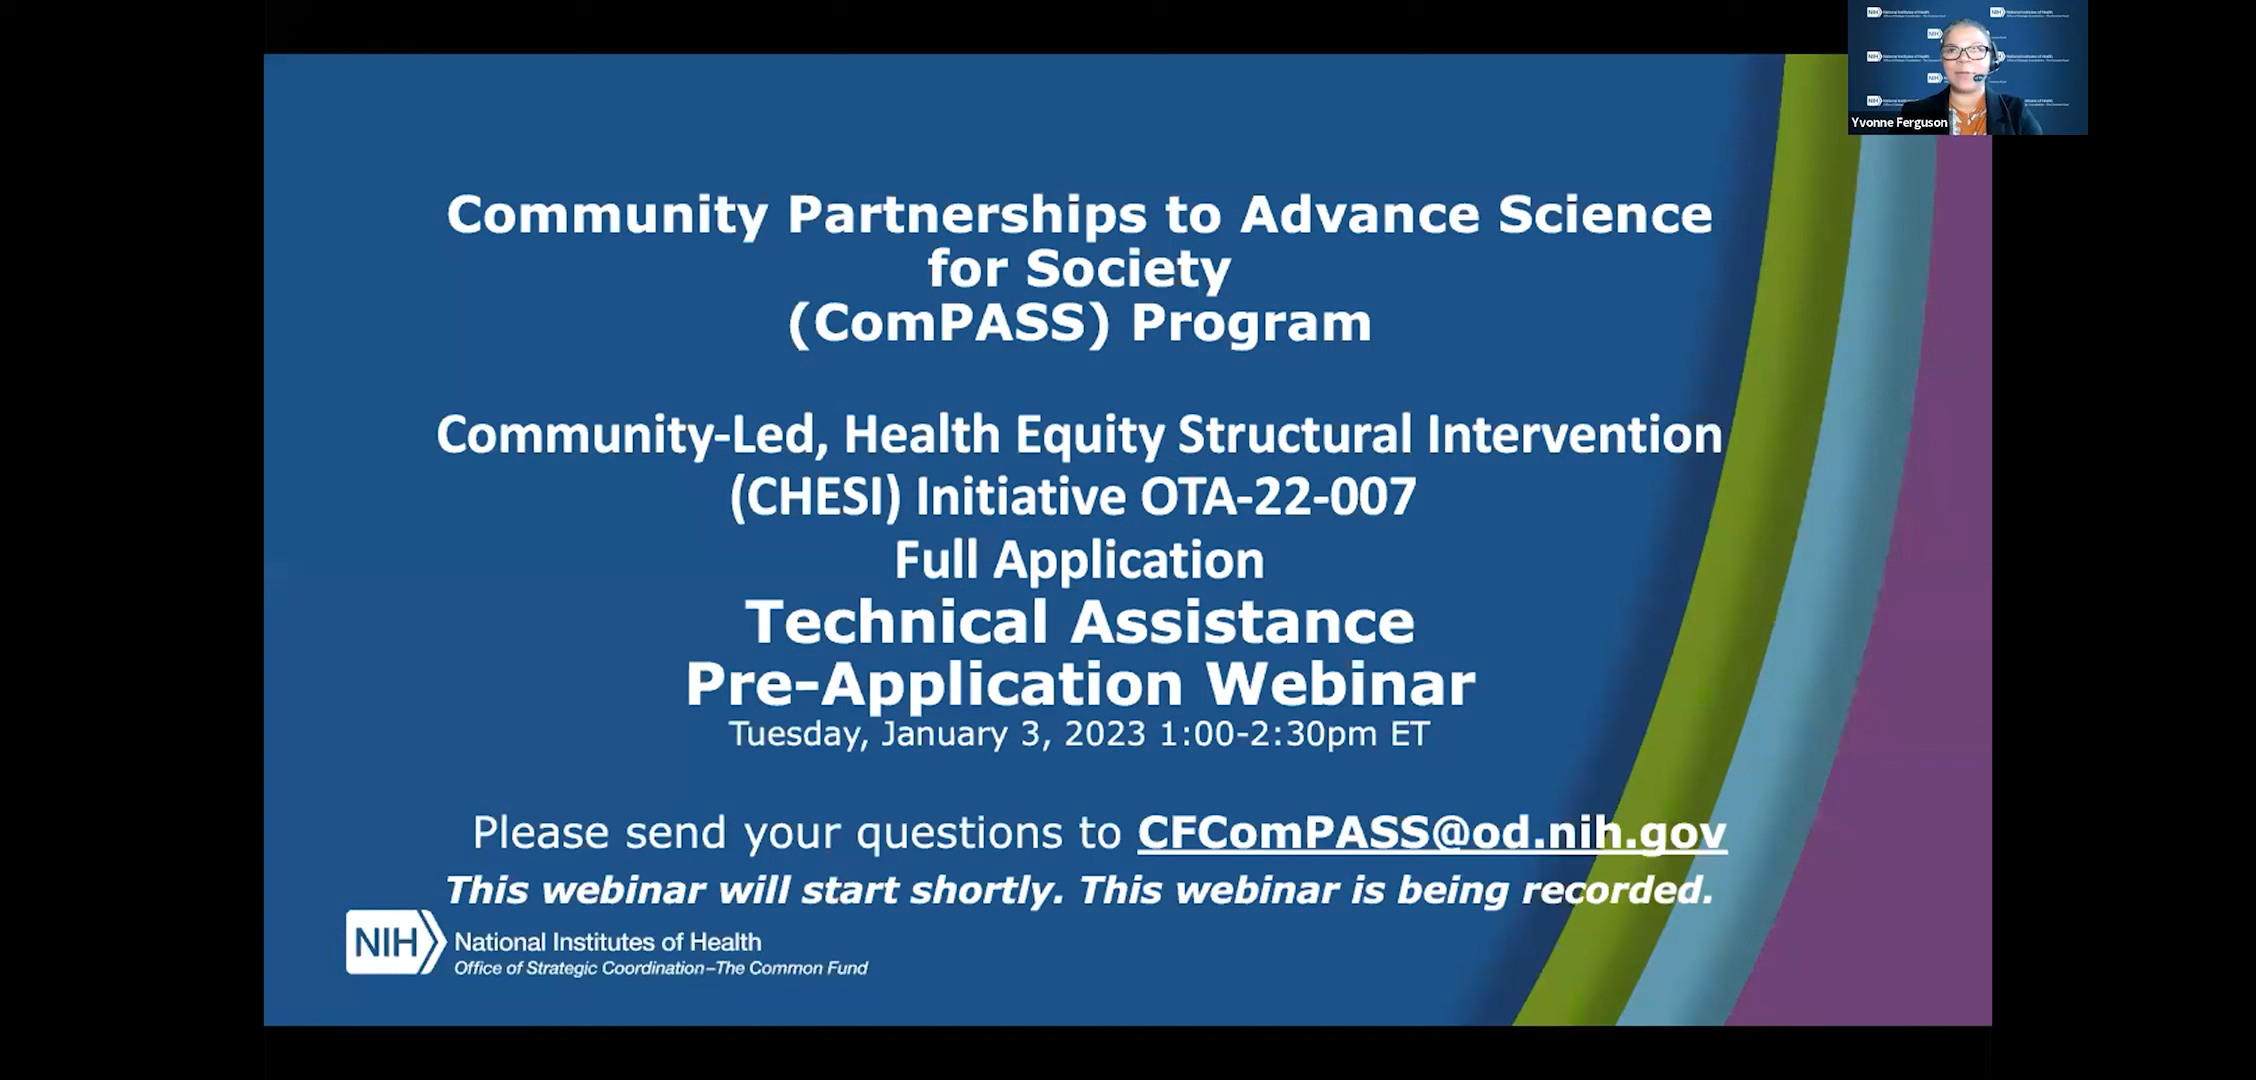 Community Partnerships to Advance Science
for Society
(ComPASS) Program
Community-Led, Health Equity Structural Intervention
(CHESI) Initiative OTA-22-007
Full Application
Technical Assistance
Pre-Application Webinar
Tuesday, January 3, 2023 1:00-2:30pm ET
Please send your questions to CFComPASS@od.nih.gov
This webinar will start shortly. This webinar is being recorded.
NIH National Institutes of Health
Office of Strategic Coordination–The Common Fund
Yvonne Ferguson